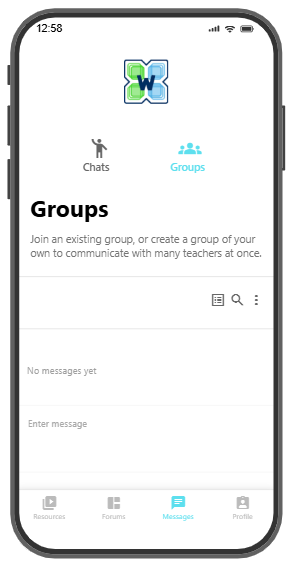 12:58
W
Chats Groups
Groups
Join an existing group, or create a group of your
own to communicate with many teachers at once.
No messages yet
Enter message
Resources Forums Messages Profile